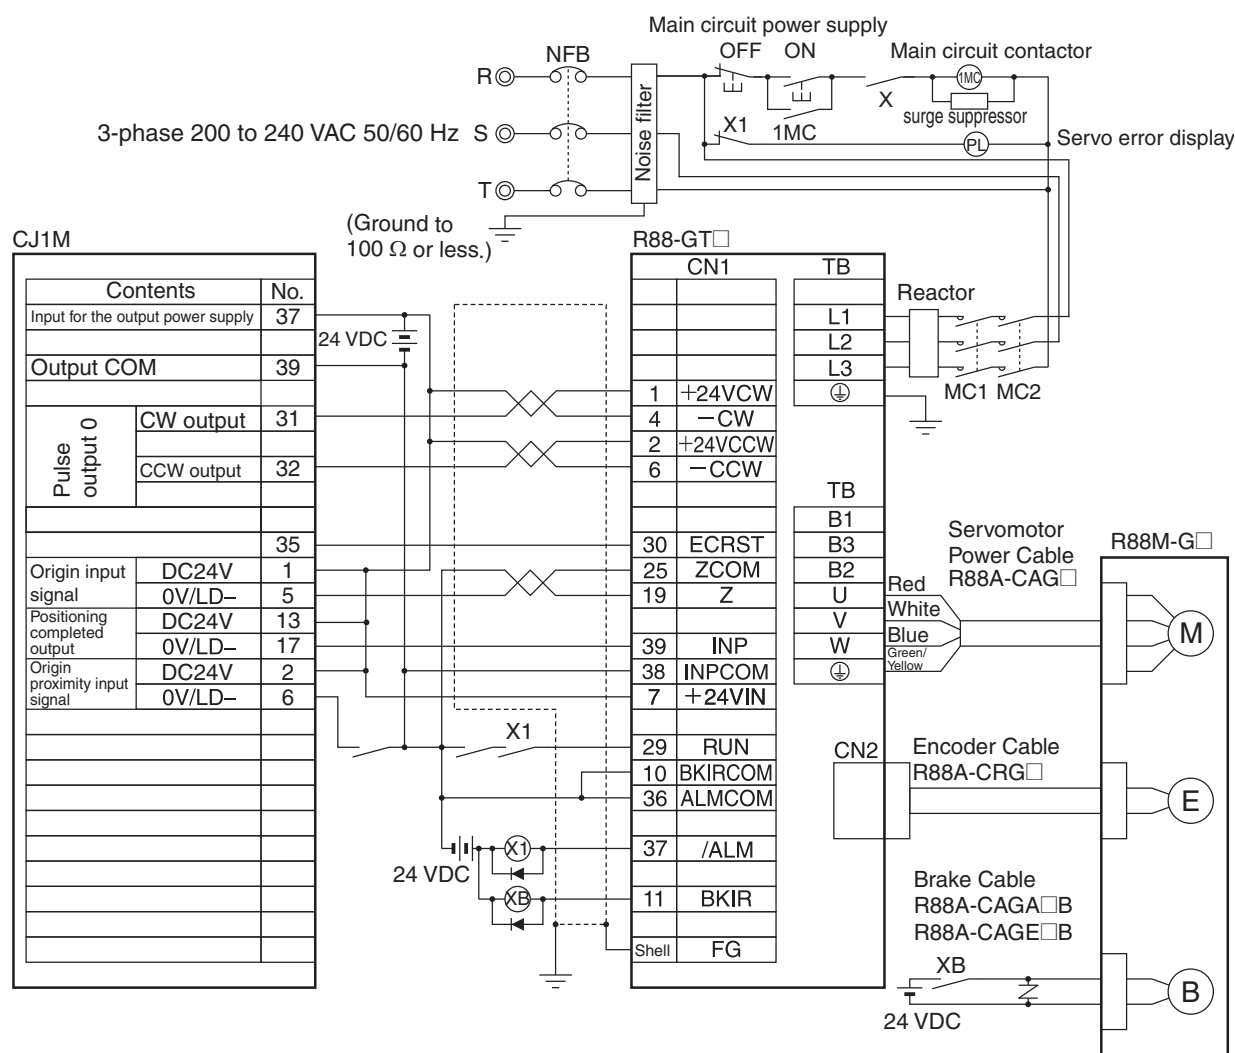 Main circuit power supply
OFF ON
Main circuit contactor
NFB
R
1MC
X
surge suppressor
Noise filter
3-phase 200 to 240 VAC 50/60 Hz S
X1
1MC
PL
Servo error display
T
(Ground to
100 Ω or less.)
CJ1M
R88-GT□
Contents No.
Input for the output power supply 37
24 VDC
Output COM 39
Pulse output 0
CW output 31
CCW output 32
35
Origin input signal
DC24V 1
0V/LD– 5
Positioning completed output
DC24V 13
0V/LD– 17
Origin proximity input signal
DC24V 2
0V/LD– 6
X1
24 VDC
X1
XB
CN1
1 +24VCW
4 –CW
2 +24VCCW
6 –CCW
30 ECRST
25 ZCOM
19 Z
39 INP
38 INPCOM
7 +24VIN
29 RUN
10 BKIRCOM
36 ALMCOM
37 /ALM
11 BKIR
Shell FG
TB
L1
L2
L3
Reactor
MC1 MC2
TB
B1
B3
B2
U
V
W
Red
White
Blue
Green/
Yellow
Servomotor
Power Cable
R88A-CAG□
R88M-G□
M
CN2
Encoder Cable
R88A-CRG□
E
Brake Cable
R88A-CAGA□B
R88A-CAGE□B
XB
24 VDC
B